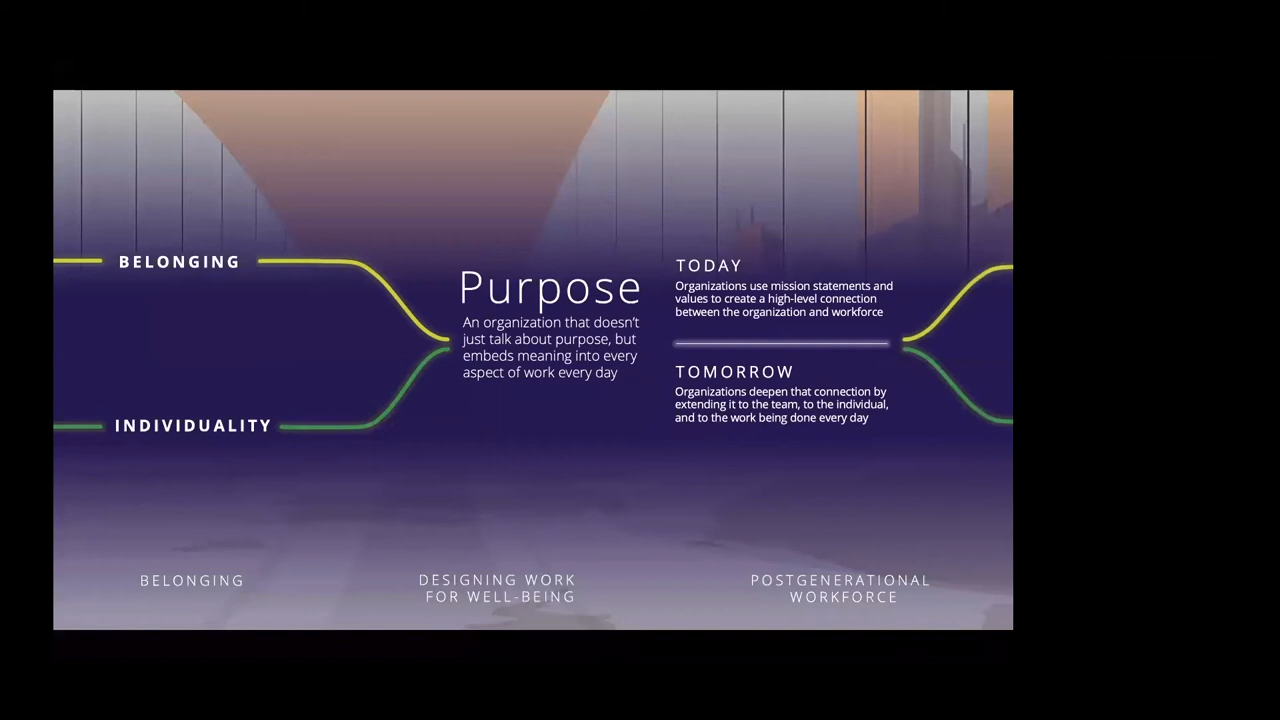 BELONGING
INDIVIDUALITY
Purpose
An organization that doesn't
just talk about purpose, but
embeds meaning into every
aspect of work every day
TODAY
Organizations use mission statements and
values to create a high-level connection
between the organization and workforce
TOMORROW
Organizations deepen that connection by
extending it to the team, to the individual,
and to the work being done every day
BELONGING
DESIGNING WORK
FOR WELL-BEING
POSTGENERATIONAL
WORKFORCE